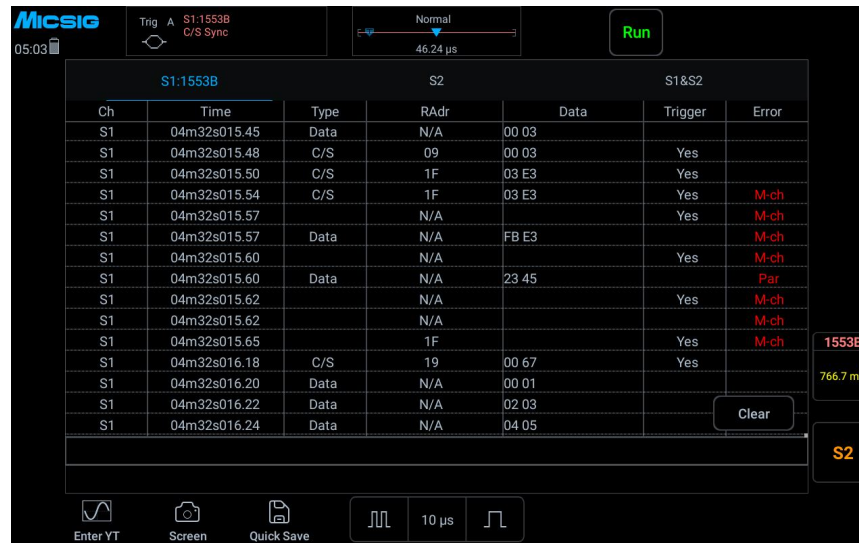 Micsig
Trig A S1:1553B
C/S Sync
Normal
46.24 μs
Run
05:03
S1:1553B S2 S1&S2
Ch Time Type RAdr Data Trigger Error
S1 04m32s015.45 Data N/A 00 03
S1 04m32s015.48 C/S 09 00 03 Yes
S1 04m32s015.50 C/S 1F 03 E3 Yes
S1 04m32s015.54 C/S 1F 03 E3 Yes M-ch
S1 04m32s015.57 N/A Yes M-ch
S1 04m32s015.57 Data N/A FB E3 M-ch
S1 04m32s015.60 N/A Yes M-ch
S1 04m32s015.60 Data N/A 23 45 Par
S1 04m32s015.62 N/A Yes M-ch
S1 04m32s015.62 N/A M-ch
S1 04m32s015.65 1F Yes M-ch
S1 04m32s016.18 C/S 19 00 67 Yes
S1 04m32s016.20 Data N/A 00 01
S1 04m32s016.22 Data N/A 02 03
S1 04m32s016.24 Data N/A 04 05
1553B
766.7 m
Clear
S2
Enter YT Screen Quick Save 10 μs